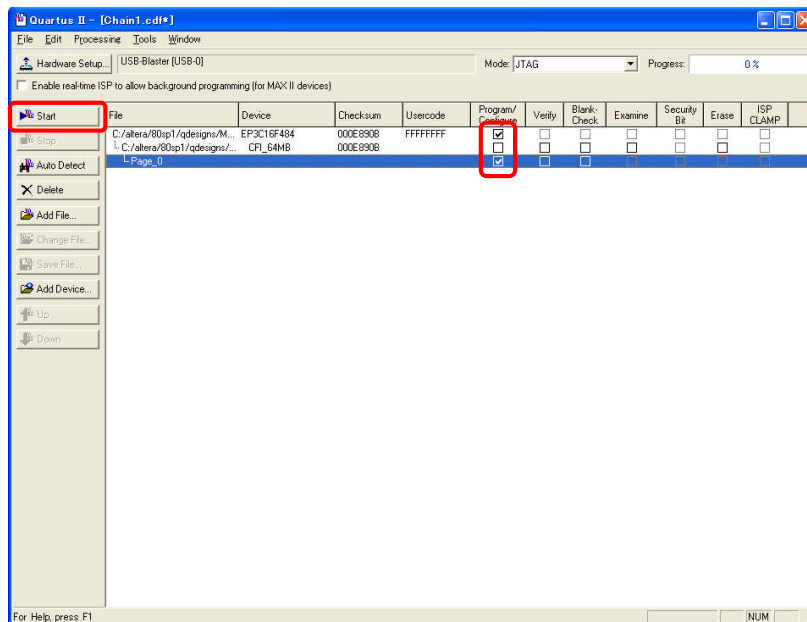 Quartus II - [Chain1.cdf*]
File Edit Processing Tools Window
Hardware Setup... USB-Blaster [USB-0] Mode: JTAG Progress: 0 %
Enable real-time ISP to allow background programming (for MAX II devices)
Start
Stop
Auto Detect
Delete
Add File...
Change File...
Save File...
Add Device...
Up
Down
File Device Checksum Usercode Program/ Configure Verify Blank- Check Examine Security Bit Erase ISP CLAMP
C:/altera/80sp1/qdesigns/M... EP3C16F484 000E890B FFFFFFFF
C:/altera/80sp1/qdesigns/... CFI_64MB 000E890B
Page_0
For Help, press F1 NUM